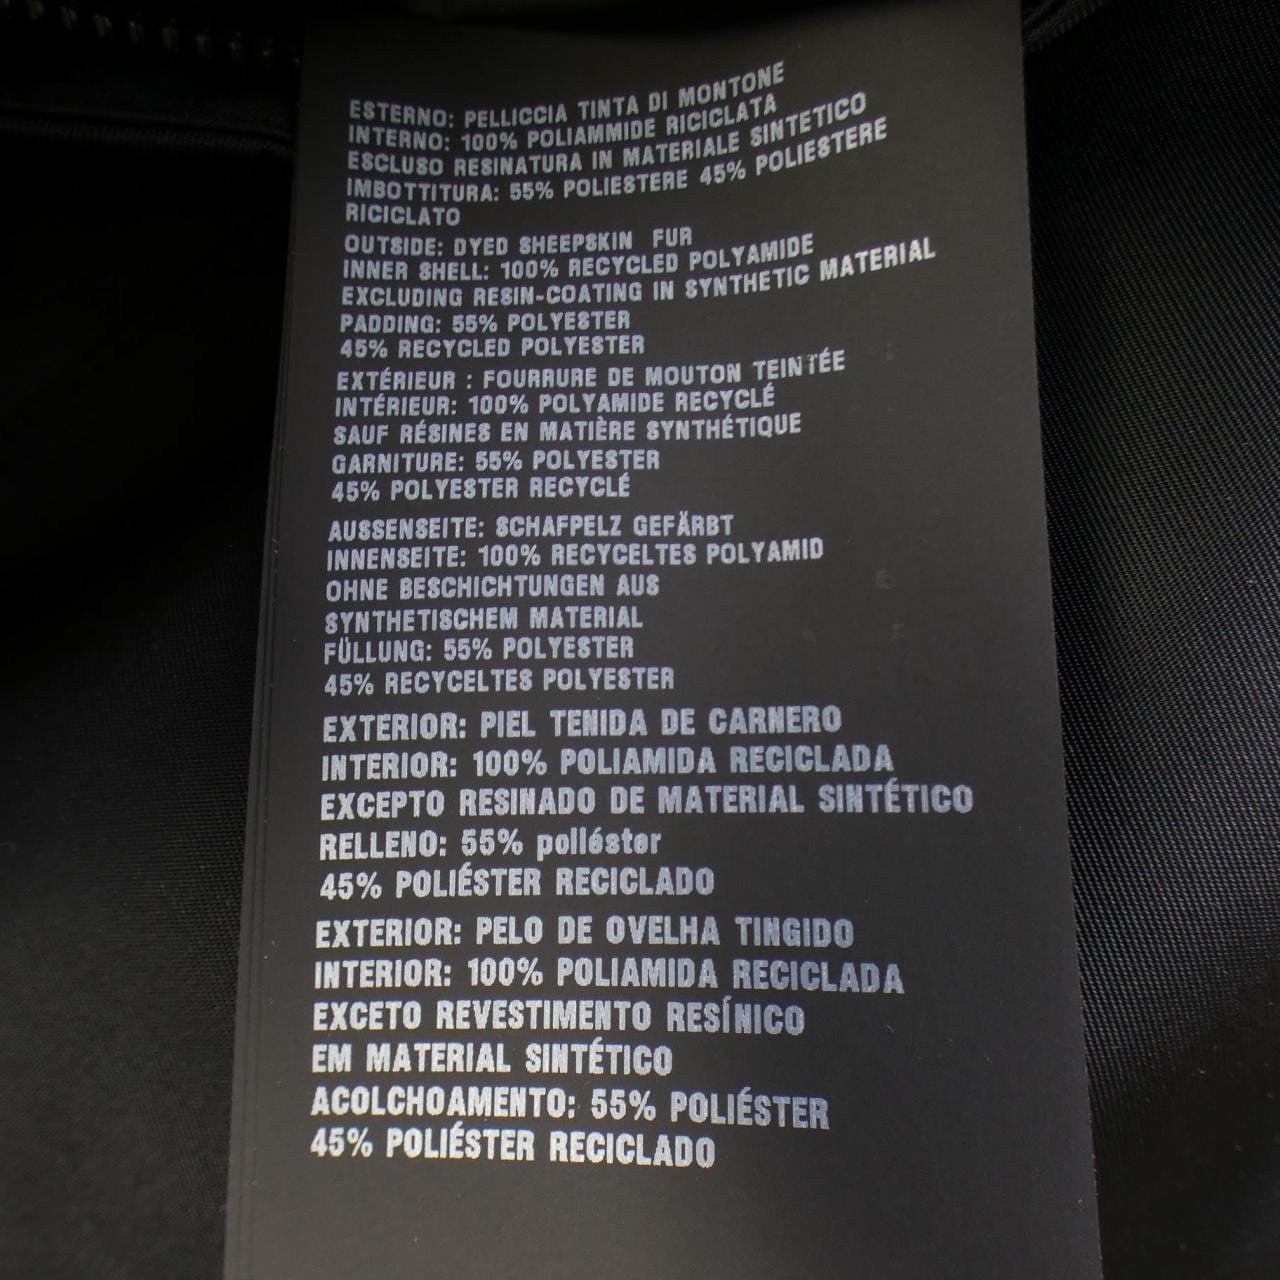 ESTERNO: PELLICCIA TINTA DI MONTONE
INTERNO: 100% POLIAMMIDE RICICLATA
ESCLUSO RESINATURA IN MATERIALE SINTETICO
IMBOTTITURA: 55% POLIESTERE 45% POLIESTERE
RICICLATO
OUTSIDE: DYED SHEEPSKIN FUR
INNER SHELL: 100% RECYCLED POLYAMIDE
EXCLUDING RESIN-COATING IN SYNTHETIC MATERIAL
PADDING: 55% POLYESTER
45% RECYCLED POLYESTER
EXTÉRIEUR : FOURRURE DE MOUTON TEINTÉE
INTÉRIEUR: 100% POLYAMIDE RECYCLÉ
SAUF RÉSINES EN MATIÈRE SYNTHÉTIQUE
GARNITURE: 55% POLYESTER
45% POLYESTER RECYCLÉ
AUSSENSEITE: SCHAFPELZ GEFÄRBT
INNENSEITE: 100% RECYCELTES POLYAMID
OHNE BESCHICHTUNGEN AUS
SYNTHETISCHEM MATERIAL
FÜLLUNG: 55% POLYESTER
45% RECYCELTES POLYESTER
EXTERIOR: PIEL TENIDA DE CARNERO
INTERIOR: 100% POLIAMIDA RECICLADA
EXCEPTO RESINADO DE MATERIAL SINTÉTICO
RELLENO: 55% poliéster
45% POLIÉSTER RECICLADO
EXTERIOR: PELO DE OVELHA TINGIDO
INTERIOR: 100% POLIAMIDA RECICLADA
EXCETO REVESTIMENTO RESÍNICO
EM MATERIAL SINTÉTICO
ACOLCHOAMENTO: 55% POLIÉSTER
45% POLIÉSTER RECICLADO